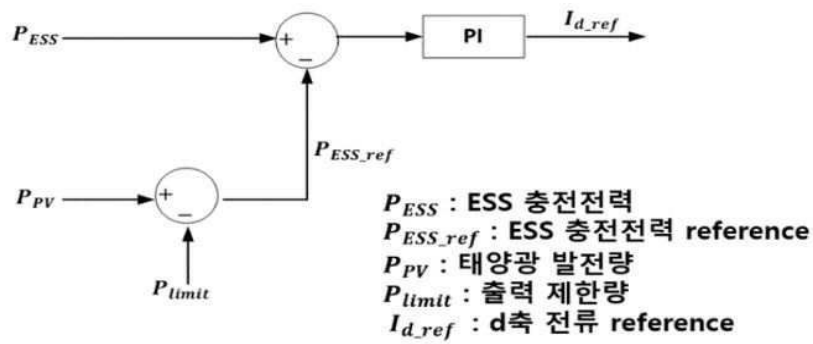 P_ESS
+
−
PI
I_d_ref
P_ESS_ref
P_PV
+
−
P_limit
P_ESS : ESS 충전전력
P_ESS_ref : ESS 충전전력 reference
P_PV : 태양광 발전량
P_limit : 출력 제한량
I_d_ref : d축 전류 reference